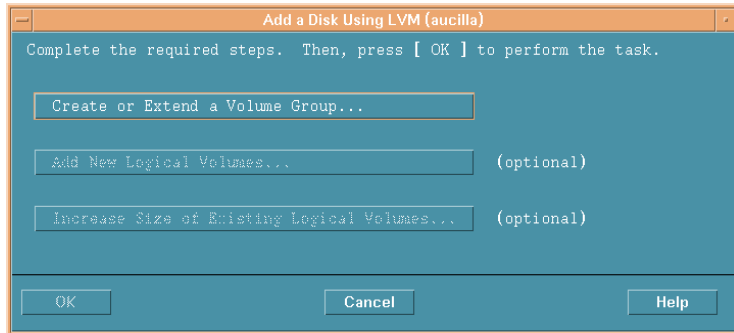 Add a Disk Using LVM (aucilla)
Complete the required steps.  Then, press [ OK ] to perform the task.
Create or Extend a Volume Group...
Add New Logical Volumes... (optional)
Increase Size of Existing Logical Volumes... (optional)
OK Cancel Help